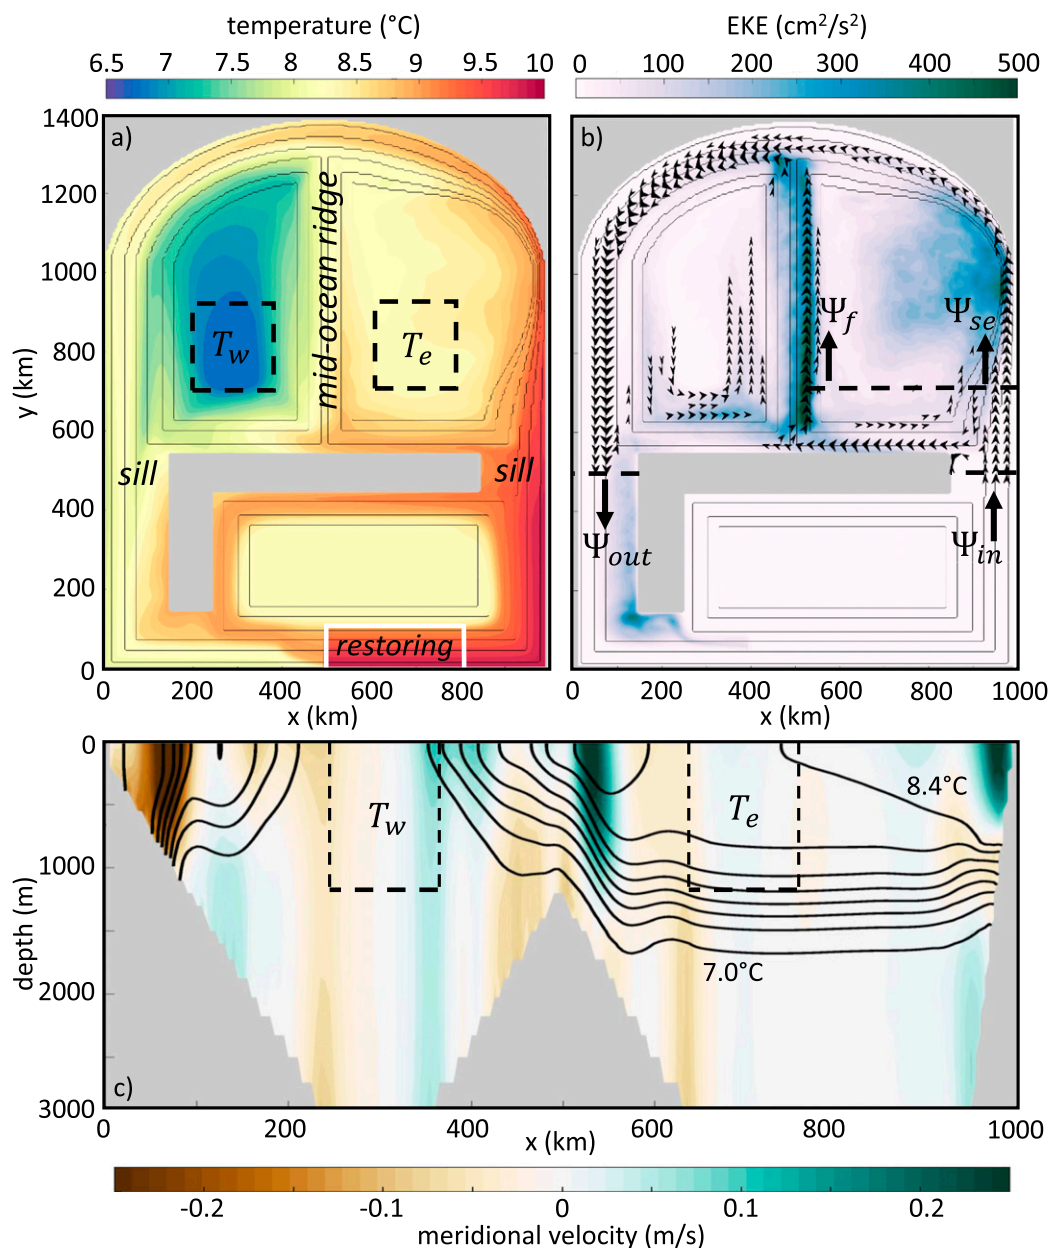 temperature (°C)
EKE (cm²/s²)
6.5 7 7.5 8 8.5 9 9.5 10
0 100 200 300 400 500
1400
1200
1000
800
600
400
200
0
y (km)
a)
mid-ocean ridge
T_w
T_e
sill
sill
restoring
0 200 400 600 800
x (km)
b)
Ψ_f
Ψ_se
Ψ_out
Ψ_in
0 200 400 600 800 1000
x (km)
0
1000
2000
3000
depth (m)
T_w
T_e
8.4°C
7.0°C
c)
0 200 400 600 800 1000
x (km)
-0.2 -0.1 0 0.1 0.2
meridional velocity (m/s)